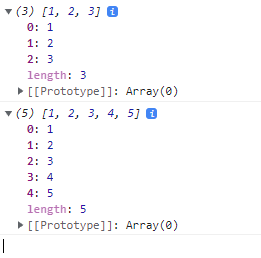 ▼(3) [1, 2, 3] i
0: 1
1: 2
2: 3
length: 3
▶[[Prototype]]: Array(0)
▼(5) [1, 2, 3, 4, 5] i
0: 1
1: 2
2: 3
3: 4
4: 5
length: 5
▶[[Prototype]]: Array(0)